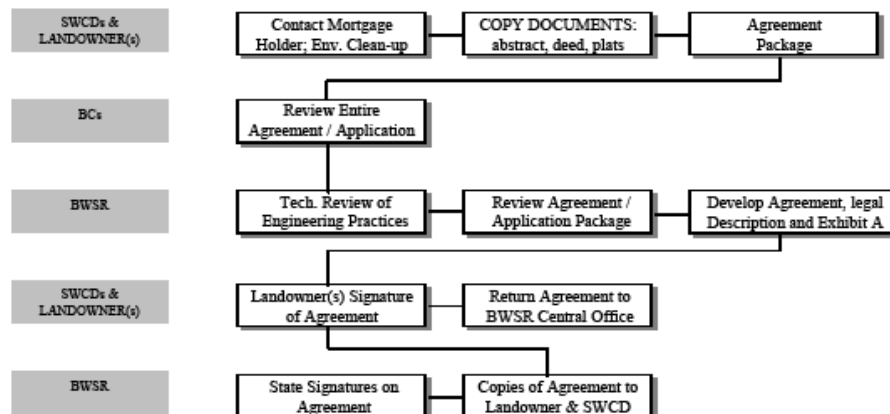 SWCDs &
LANDOWNER(s)
Contact Mortgage
Holder; Env. Clean-up
COPY DOCUMENTS:
abstract, deed, plats
Agreement
Package
BCs
Review Entire
Agreement / Application
BWSR
Tech. Review of
Engineering Practices
Review Agreement /
Application Package
Develop Agreement, legal
Description and Exhibit A
SWCDs &
LANDOWNER(s)
Landowner(s) Signature
of Agreement
Return Agreement to
BWSR Central Office
BWSR
State Signatures on
Agreement
Copies of Agreement to
Landowner & SWCD